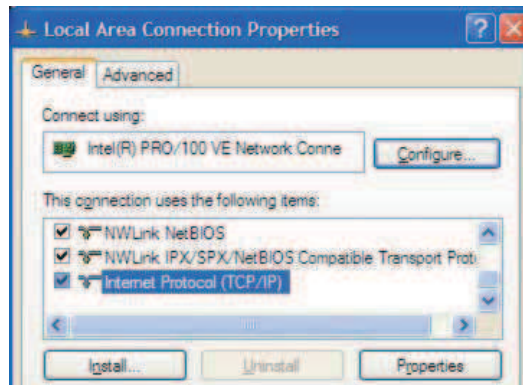 Local Area Connection Properties
General Advanced
Connect using:
Intel(R) PRO/100 VE Network Conne
Configure...
This connection uses the following items:
NWLink NetBIOS
NWLink IPX/SPX/NetBIOS Compatible Transport Proto
Internet Protocol (TCP/IP)
Install... Uninstall Properties